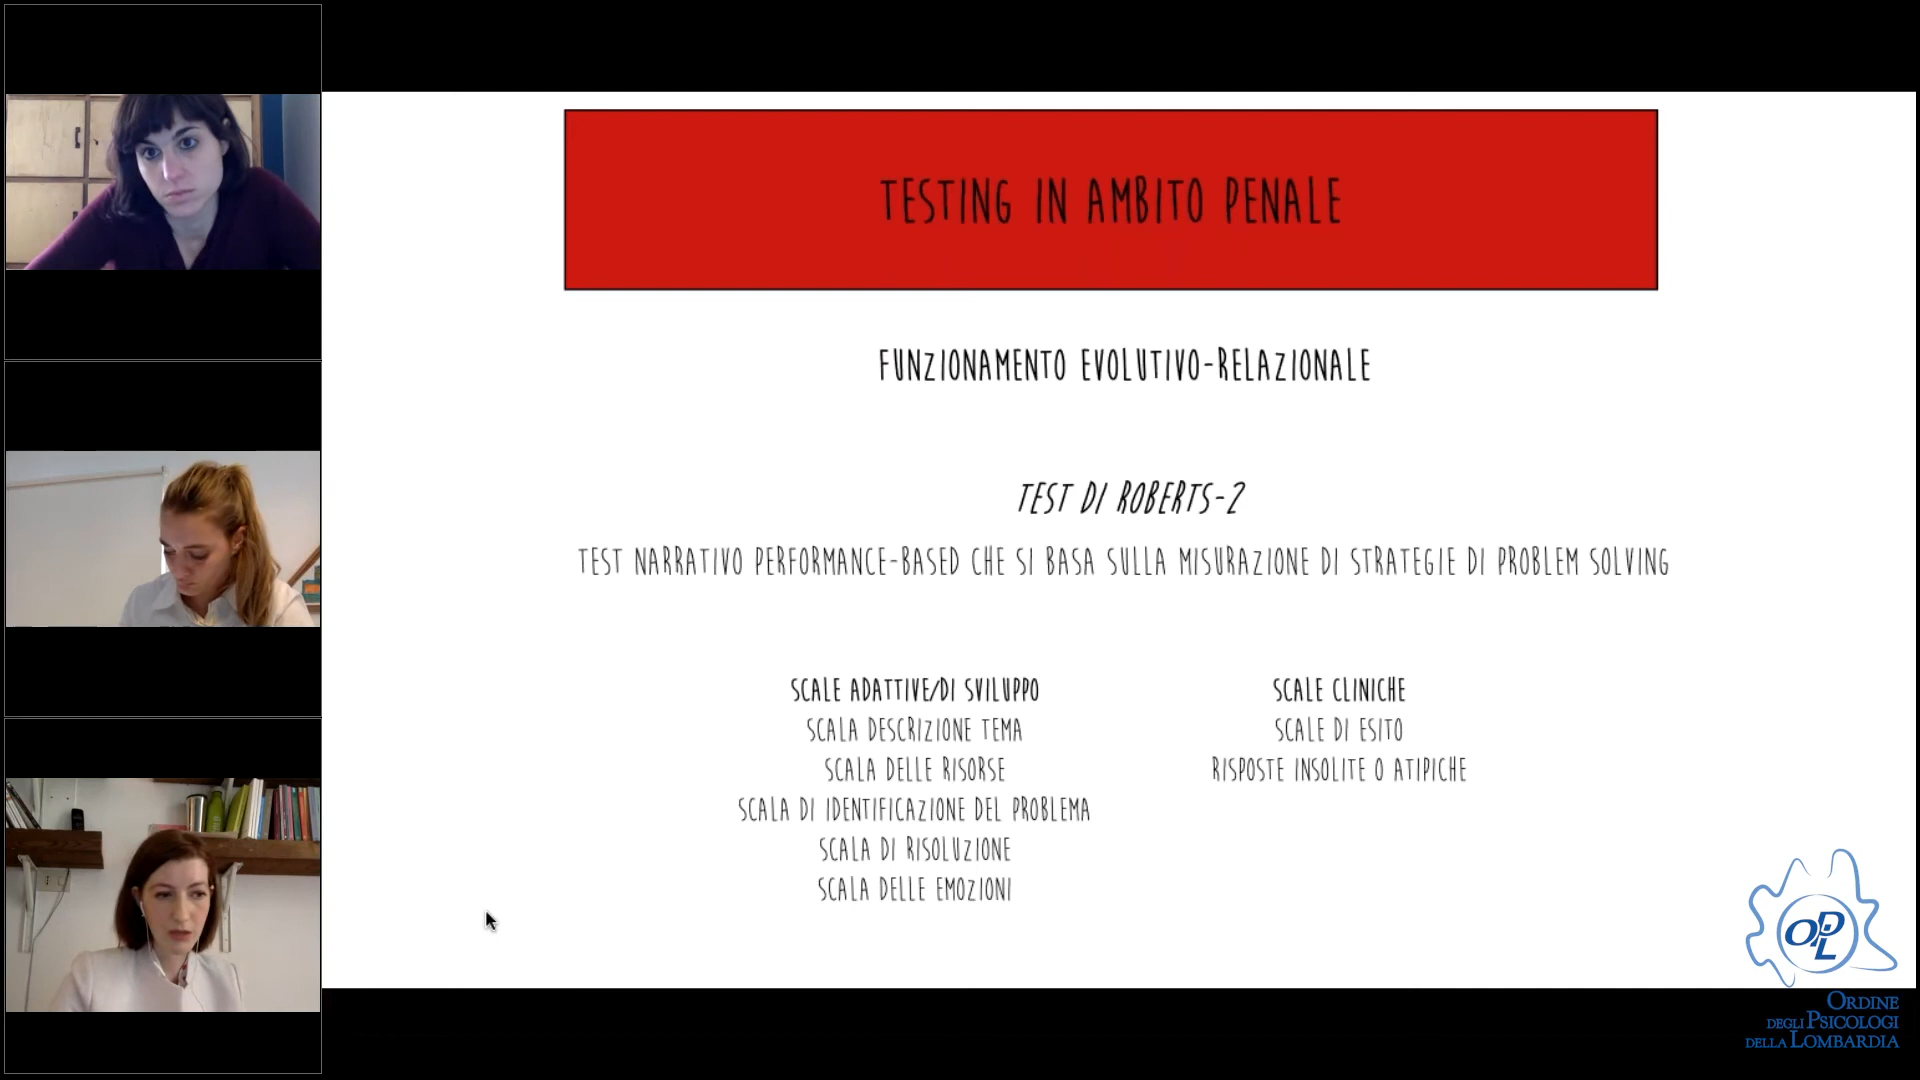 TESTING IN AMBITO PENALE
FUNZIONAMENTO EVOLUTIVO-RELAZIONALE
TEST DI ROBERTS-2
TEST NARRATIVO PERFORMANCE-BASED CHE SI BASA SULLA MISURAZIONE DI STRATEGIE DI PROBLEM SOLVING
SCALE ADATTIVE/DI SVILUPPO
SCALA DESCRIZIONE TEMA
SCALA DELLE RISORSE
SCALA DI IDENTIFICAZIONE DEL PROBLEMA
SCALA DI RISOLUZIONE
SCALA DELLE EMOZIONI
SCALE CLINICHE
SCALE DI ESITO
RISPOSTE INSOLITE O ATIPICHE
OPL
ORDINE
DEGLI PSICOLOGI
DELLA LOMBARDIA